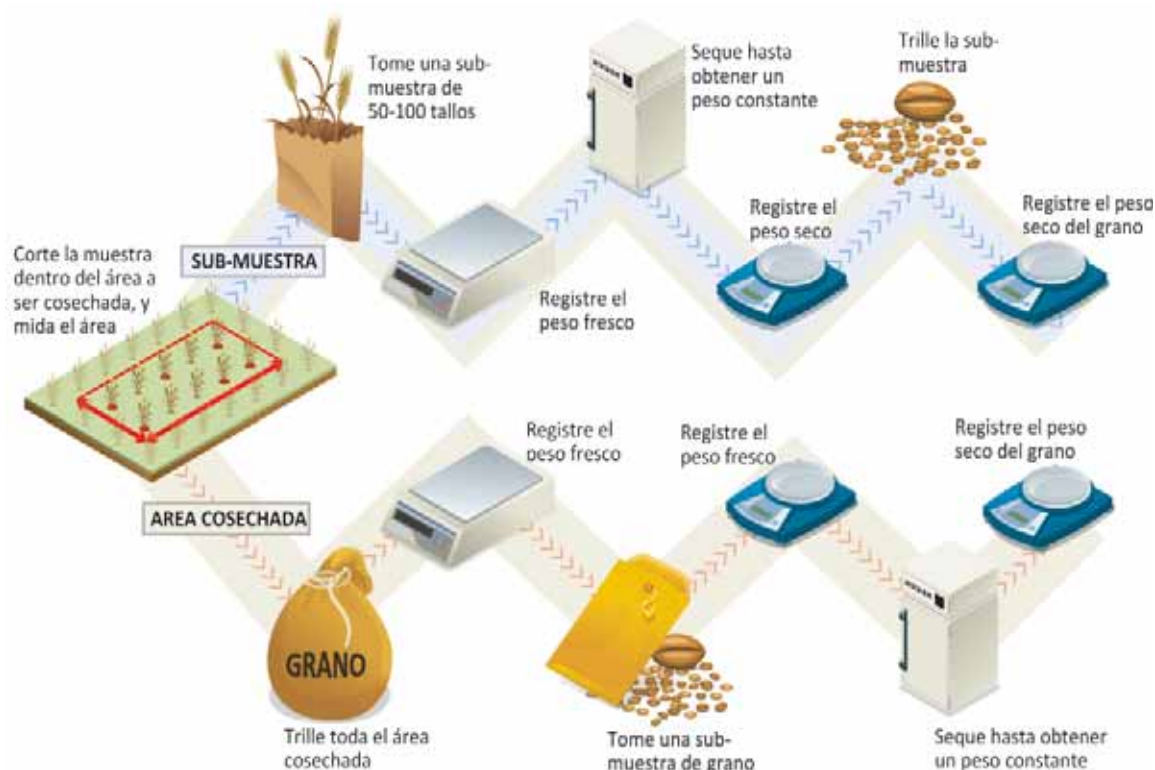 Tome una sub-
muestra de
50-100 tallos
Seque hasta
obtener un
peso constante
Trille la sub-
muestra
Corte la muestra
dentro del área a
ser cosechada, y
mida el área
SUB-MUESTRA
Registre el
peso fresco
Registre el
peso seco
Registre el peso
seco del grano
AREA COSECHADA
GRANO
Trille toda el área
cosechada
Registre el
peso fresco
Tome una sub-
muestra de grano
Registre el
peso fresco
Seque hasta obtener
un peso constante
Registre el peso
seco del grano